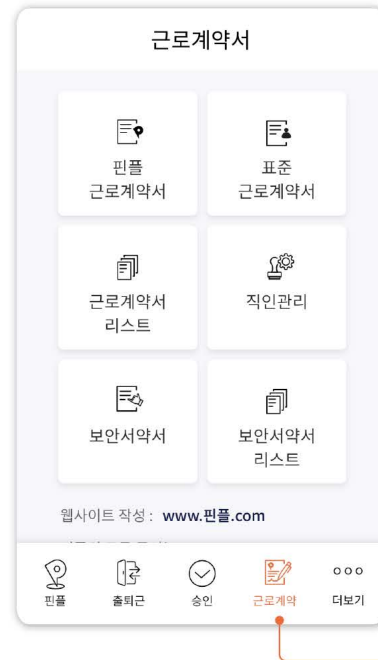 근로계약서
핀플
근로계약서
표준
근로계약서
근로계약서
리스트
직인관리
보안서약서
보안서약서
리스트
웹사이트 작성 : www.핀플.com
핀플
출퇴근
승인
근로계약
더보기